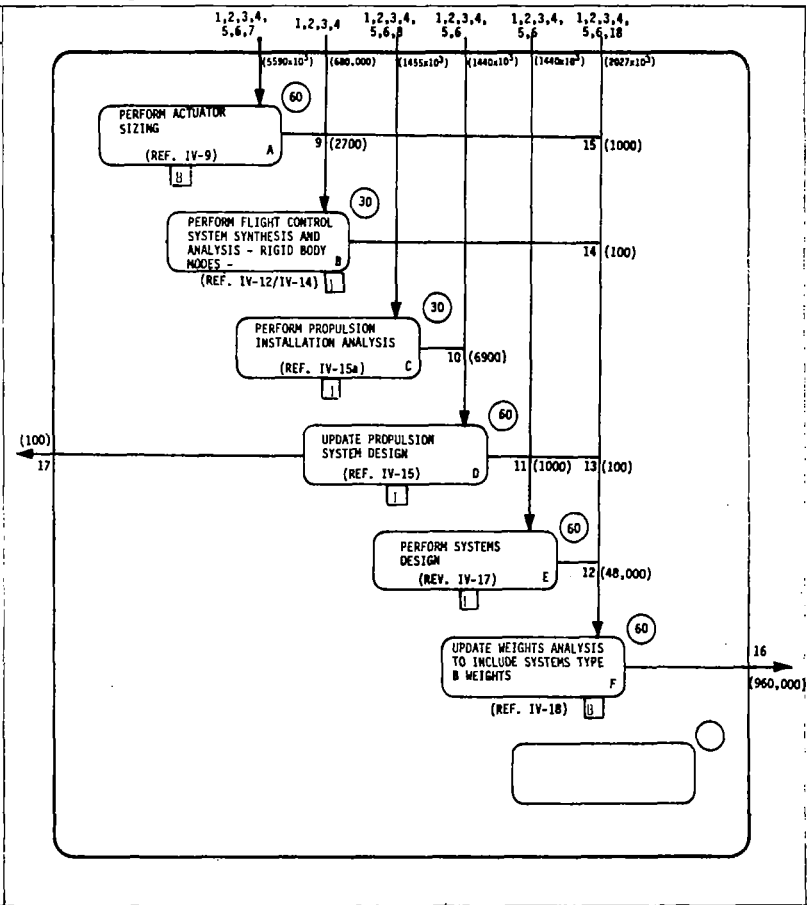 1,2,3,4, 1,2,3,4 1,2,3,4, 1,2,3,4, 1,2,3,4, 1,2,3,4,
5,6,7 5,6,8 5,6 5,6 5,6,18
(5590x10³) (680,000) (1455x10³) (1440x10³) (1440x10³) (2027x10³)
60
PERFORM ACTUATOR
SIZING
(REF. IV-9) A
B
9 (2700)
15 (1000)
30
PERFORM FLIGHT CONTROL
SYSTEM SYNTHESIS AND
ANALYSIS - RIGID BODY
MODES - B
(REF. IV-12/IV-14) I
14 (100)
30
PERFORM PROPULSION
INSTALLATION ANALYSIS
(REF. IV-15a) C
I
10 (6900)
60
UPDATE PROPULSION
SYSTEM DESIGN
(REF. IV-15) D
I
(100)
17
11 (1000) 13 (100)
60
PERFORM SYSTEMS
DESIGN
(REV. IV-17) E
I
12 (48,000)
60
UPDATE WEIGHTS ANALYSIS
TO INCLUDE SYSTEMS TYPE
B WEIGHTS F
(REF. IV-18) B
16
(960,000)